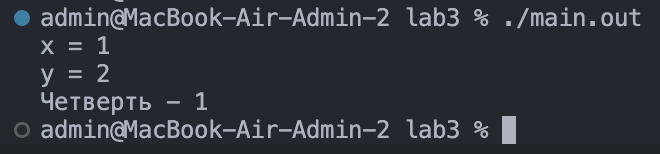 admin@MacBook-Air-Admin-2 lab3 % ./main.out
x = 1
y = 2
Четверть - 1
admin@MacBook-Air-Admin-2 lab3 %